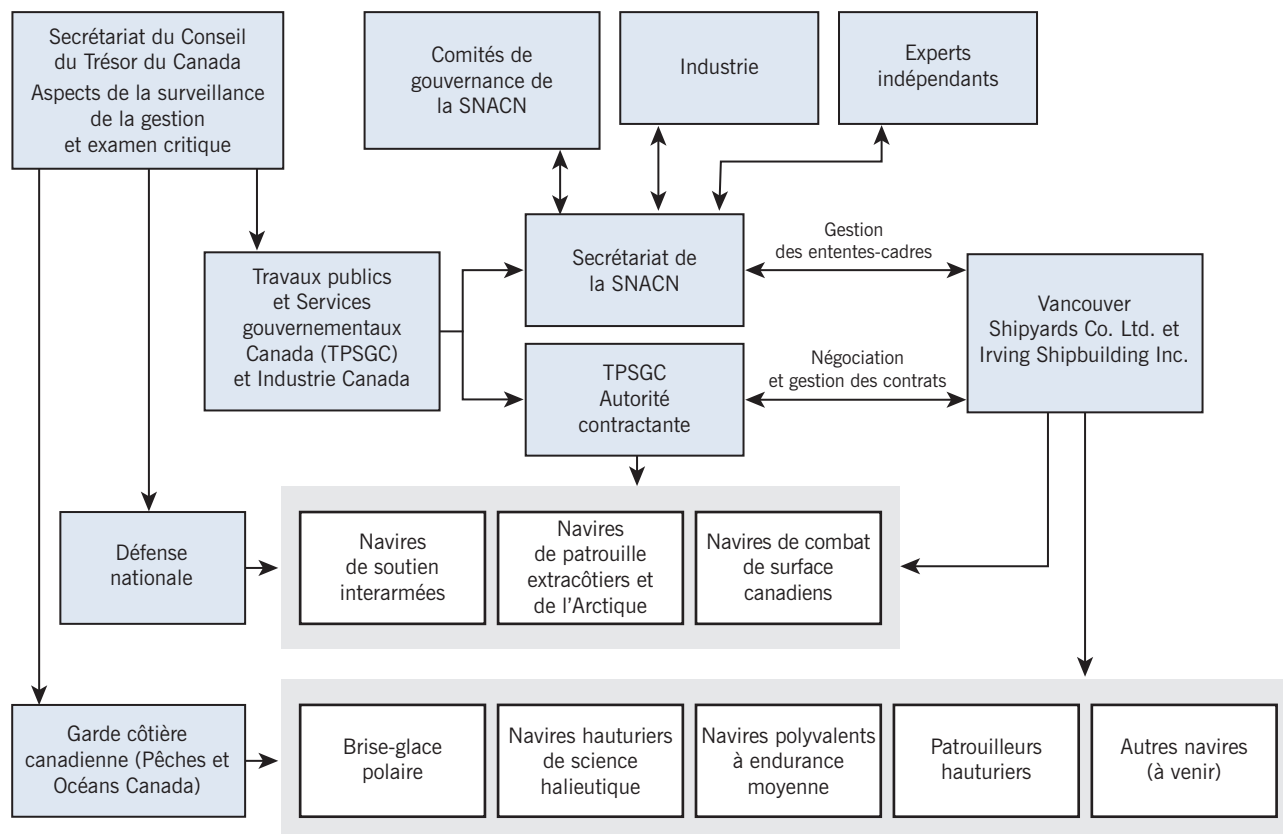 Secrétariat du Conseil
du Trésor du Canada
Aspects de la surveillance
de la gestion
et examen critique
Comités de
gouvernance de
la SNACN
Industrie
Experts
indépendants
Travaux publics
et Services
gouvernementaux
Canada (TPSGC)
et Industrie Canada
Secrétariat de
la SNACN
Gestion
des ententes-cadres
Vancouver
Shipyards Co. Ltd. et
Irving Shipbuilding Inc.
TPSGC
Autorité
contractante
Négociation
et gestion des contrats
Défense
nationale
Navires
de soutien
interarmées
Navires
de patrouille
extracôtiers et
de l’Arctique
Navires de combat
de surface
canadiens
Garde côtière
canadienne (Pêches et
Océans Canada)
Brise-glace
polaire
Navires hauturiers
de science
halieutique
Navires polyvalents
à endurance
moyenne
Patrouilleurs
hauturiers
Autres navires
(à venir)